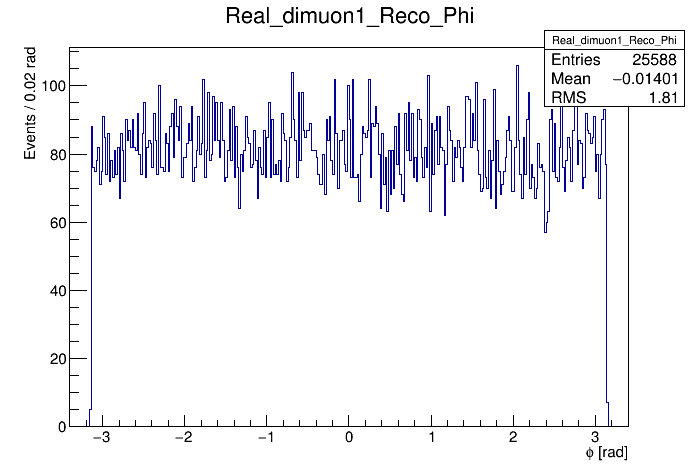 Real_dimuon1_Reco_Phi
Real_dimuon1_Reco_Phi
Entries 25588
Mean −0.01401
RMS 1.81
Events / 0.02 rad
100
80
60
40
20
0
−3 −2 −1 0 1 2 3
ϕ [rad]